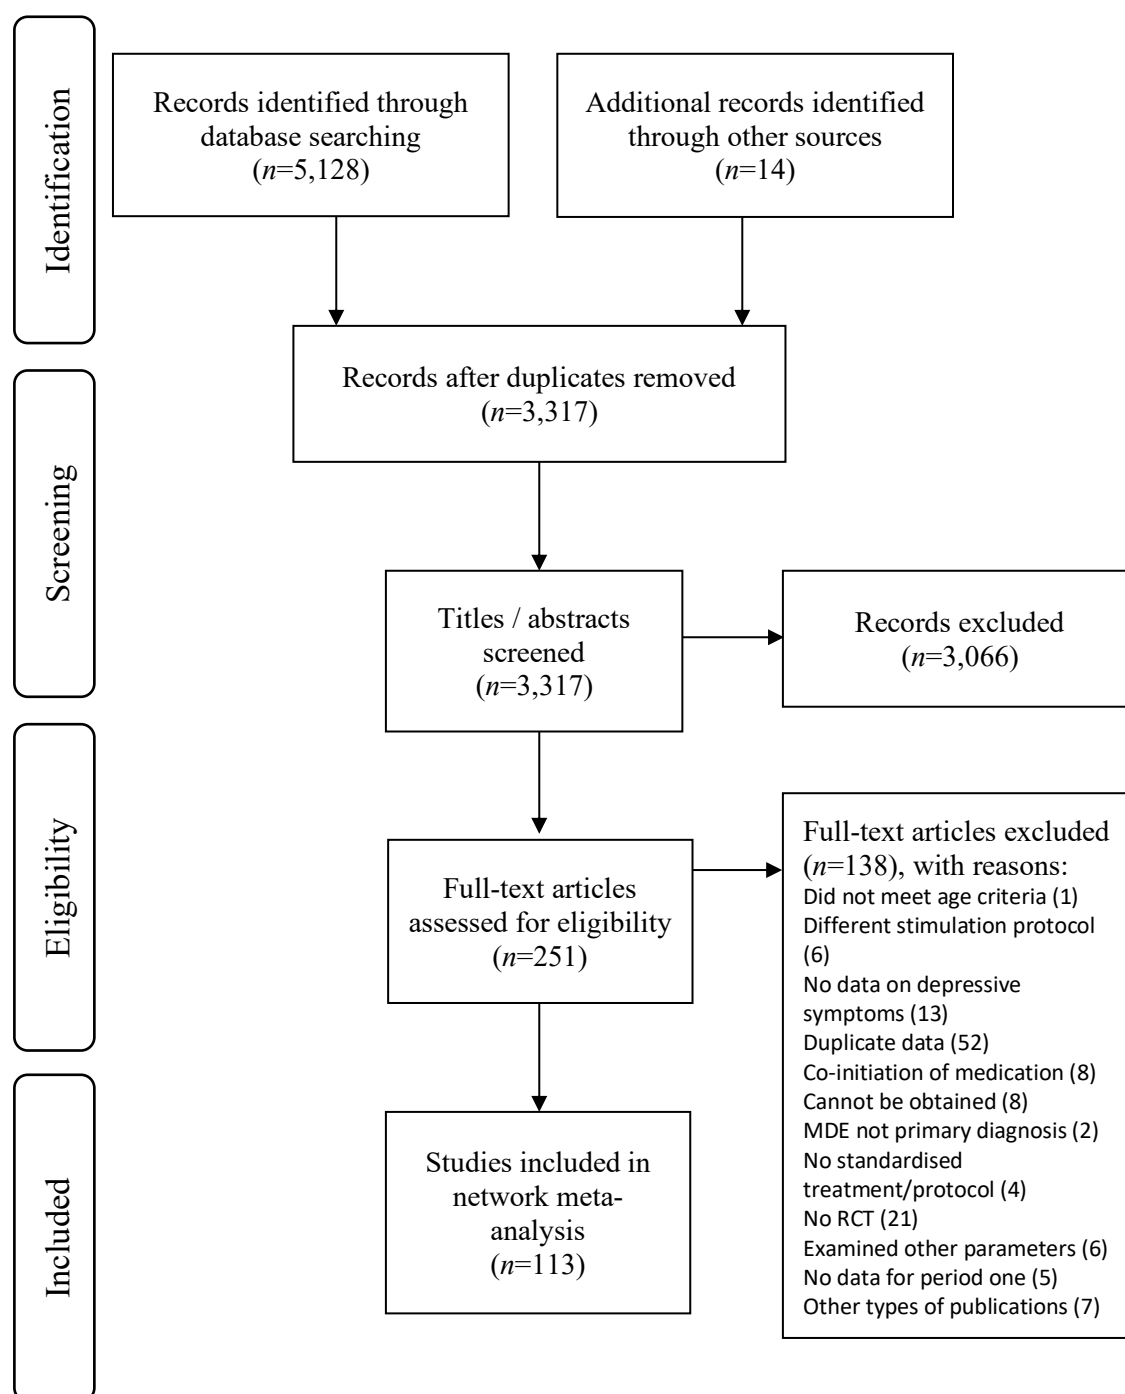 Identification
Records identified through
database searching
(n=5,128)
Additional records identified
through other sources
(n=14)
Records after duplicates removed
(n=3,317)
Screening
Titles / abstracts
screened
(n=3,317)
Records excluded
(n=3,066)
Eligibility
Full-text articles
assessed for eligibility
(n=251)
Full-text articles excluded
(n=138), with reasons:
Did not meet age criteria (1)
Different stimulation protocol
(6)
No data on depressive
symptoms (13)
Duplicate data (52)
Co-initiation of medication (8)
Cannot be obtained (8)
MDE not primary diagnosis (2)
No standardised
treatment/protocol (4)
No RCT (21)
Examined other parameters (6)
No data for period one (5)
Other types of publications (7)
Included
Studies included in
network meta-
analysis
(n=113)